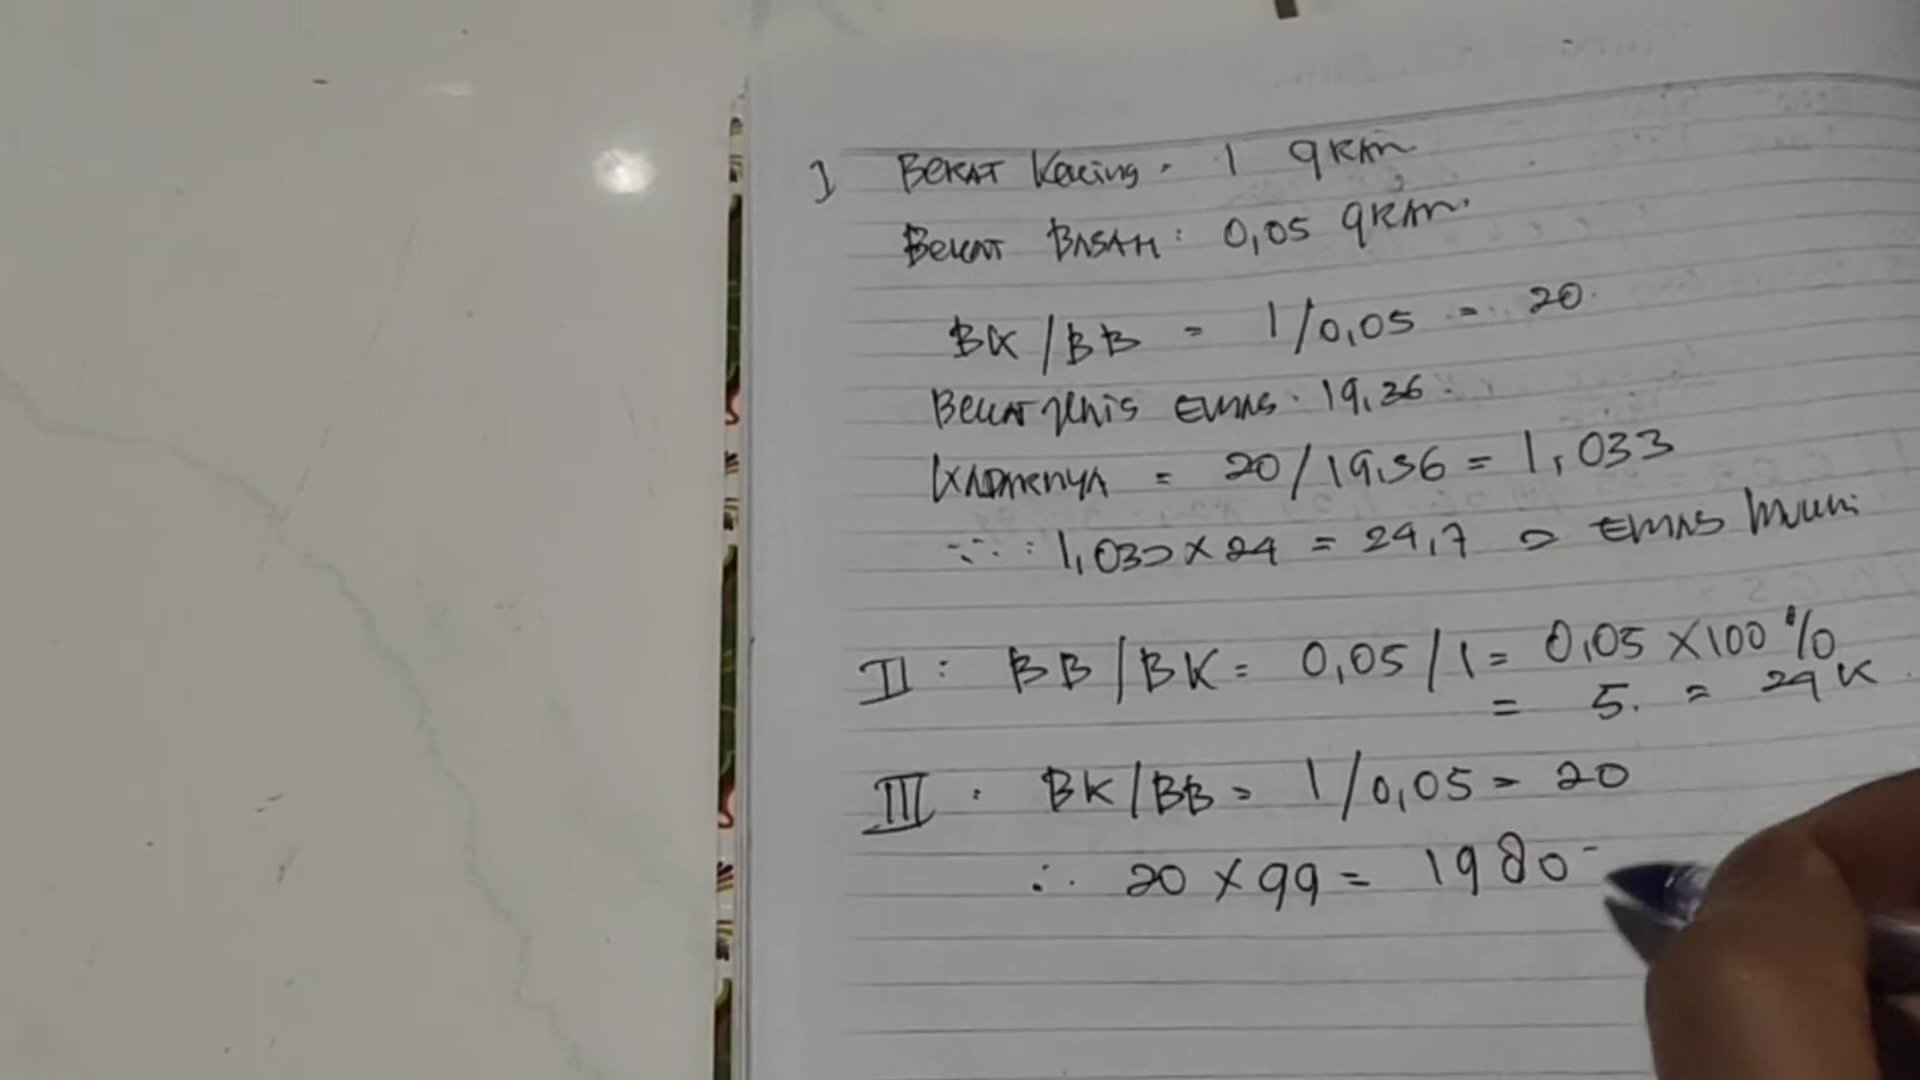 I Berat Kering : 1 gram
Berat Basah : 0,05 gram
BK/BB = 1/0,05 = 20
Berat jenis emas : 19,36
Kadarnya = 20/19,36 = 1,033
∴ : 1,033 x 24 = 24,7 => emas murni
II : BB/BK = 0,05/1 = 0,05 x 100%
= 5. = 24 K
III : BK/BB = 1/0,05 = 20
∴ 20 x 99 = 1980